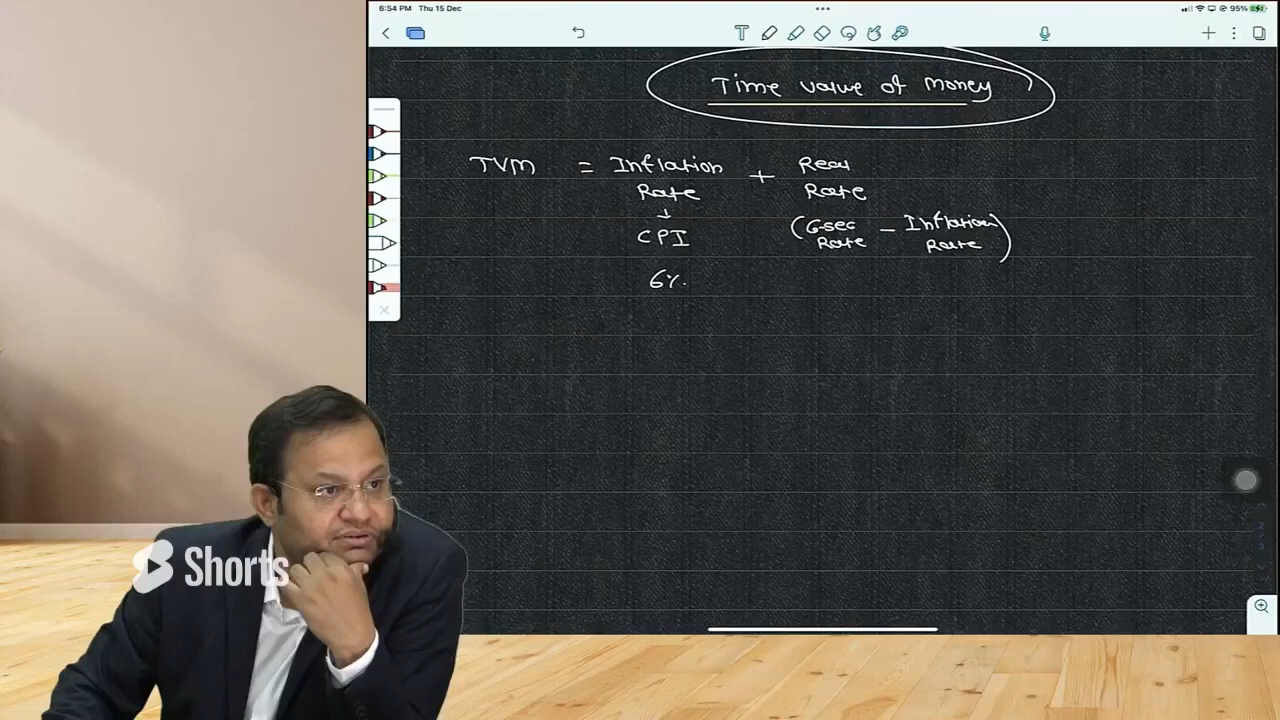 6:54 PM Thu 15 Dec
95%
T
Time value of money
TVM = Inflation + Real
Rate Rate
CPI (G-sec Rate - Inflation Rate)
6%.
Shorts